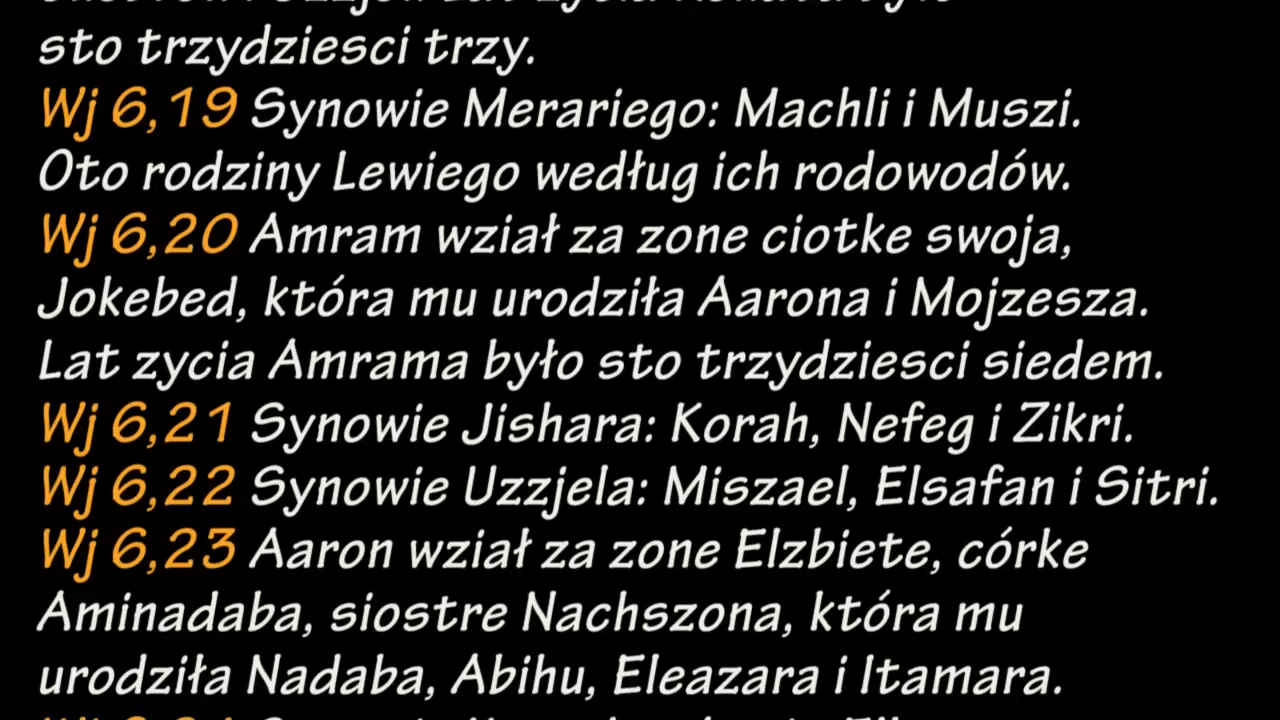 sto trzydziesci trzy.
Wj 6,19 Synowie Merariego: Machli i Muszi.
Oto rodziny Lewiego według ich rodowodów.
Wj 6,20 Amram wział za zone ciotke swoja,
Jokebed, która mu urodziła Aarona i Mojzesza.
Lat zycia Amrama było sto trzydziesci siedem.
Wj 6,21 Synowie Jishara: Korah, Nefeg i Zikri.
Wj 6,22 Synowie Uzzjela: Miszael, Elsafan i Sitri.
Wj 6,23 Aaron wział za zone Elzbiete, córke
Aminadaba, siostre Nachszona, która mu
urodziła Nadaba, Abihu, Eleazara i Itamara.